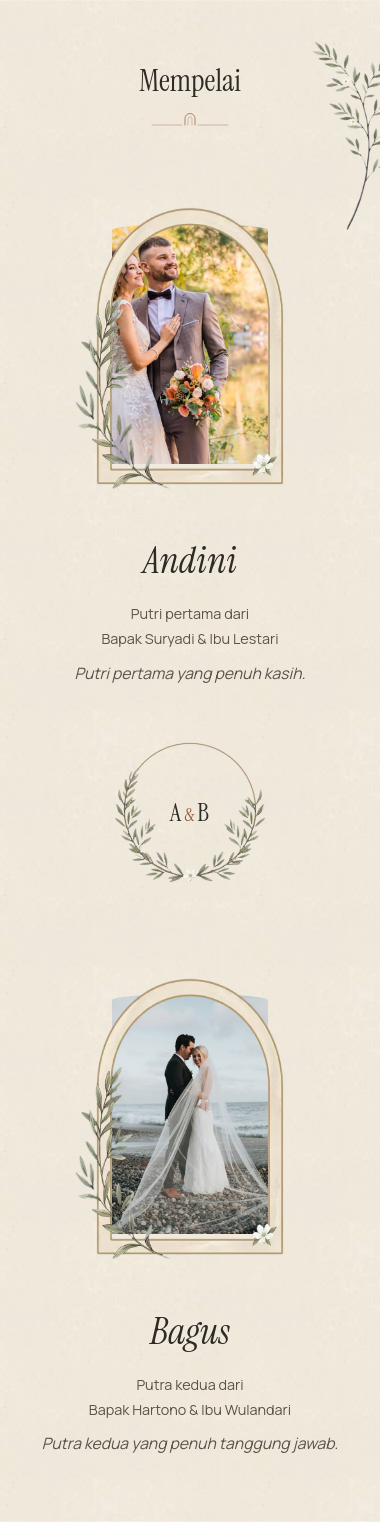 Mempelai
Andini
Putri pertama dari
Bapak Suryadi & Ibu Lestari
Putri pertama yang penuh kasih.
A & B
Bagus
Putra kedua dari
Bapak Hartono & Ibu Wulandari
Putra kedua yang penuh tanggung jawab.